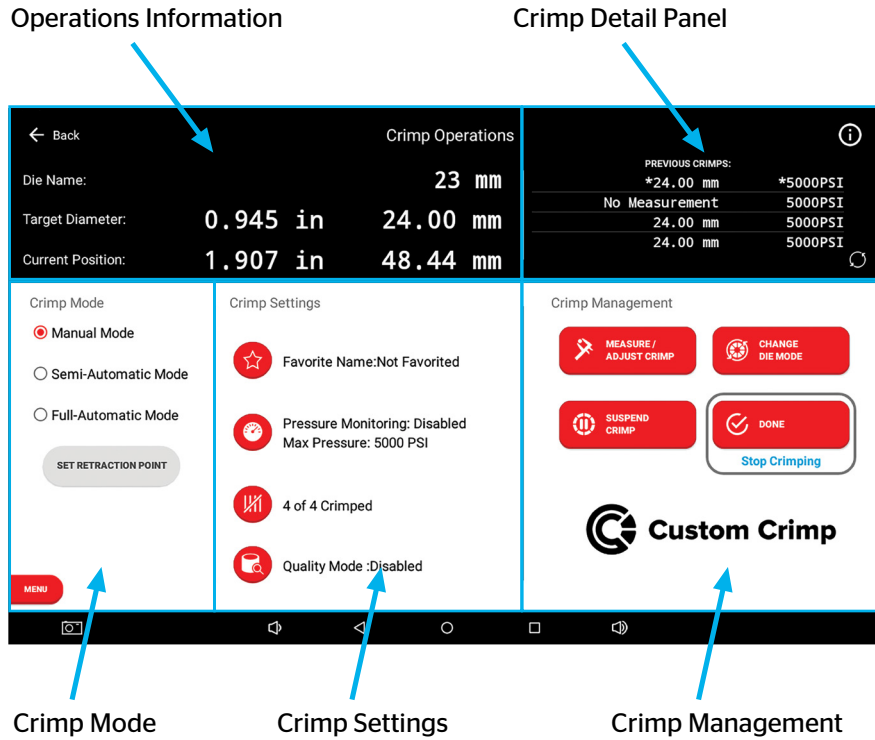 Operations Information
Crimp Detail Panel
Back
Crimp Operations
Die Name:
23 mm
Target Diameter:
0.945 in
24.00 mm
Current Position:
1.907 in
48.44 mm
PREVIOUS CRIMPS:
*24.00 mm *5000PSI
No Measurement 5000PSI
24.00 mm 5000PSI
24.00 mm 5000PSI
Crimp Mode
Manual Mode
Semi-Automatic Mode
Full-Automatic Mode
SET RETRACTION POINT
MENU
Crimp Settings
Favorite Name:Not Favorited
Pressure Monitoring: Disabled
Max Pressure: 5000 PSI
4 of 4 Crimped
Quality Mode :Disabled
Crimp Management
MEASURE /
ADJUST CRIMP
CHANGE
DIE MODE
SUSPEND
CRIMP
DONE
Stop Crimping
Custom Crimp
Crimp Mode
Crimp Settings
Crimp Management